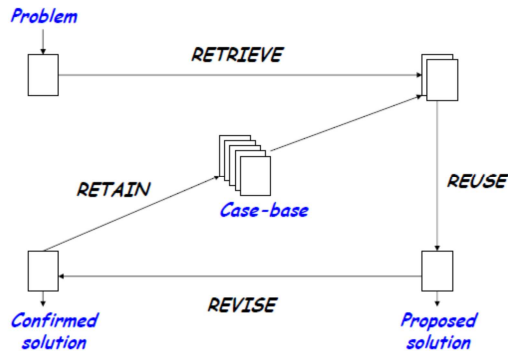 Problem
RETRIEVE
RETAIN
Case-base
REUSE
REVISE
Confirmed
solution
Proposed
solution